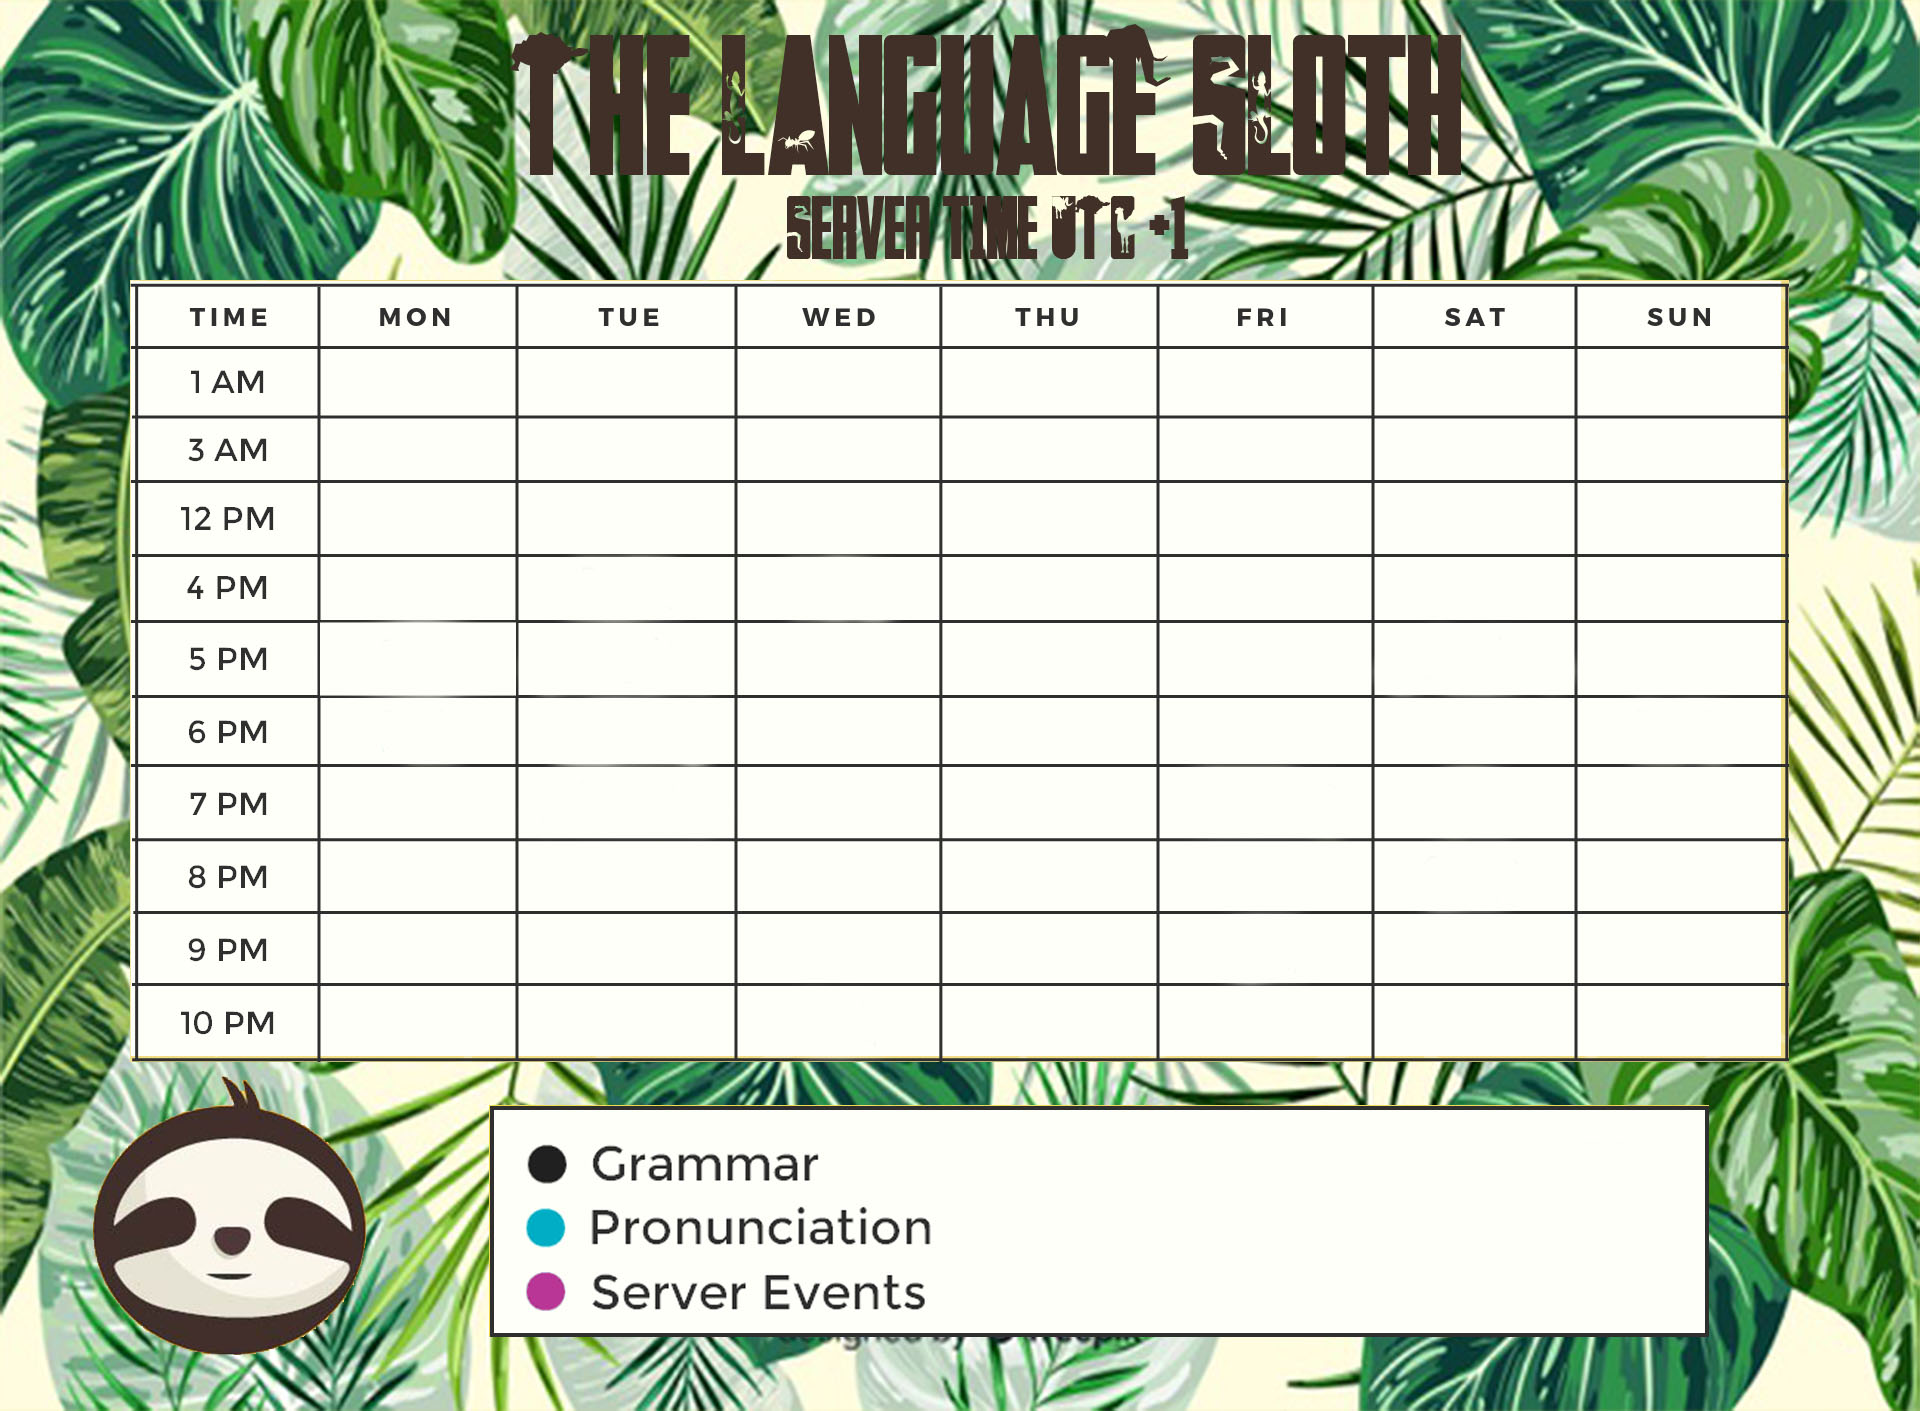 THE LANGUAGE SLOTH
SERVER TIME UTC +1
TIME MON TUE WED THU FRI SAT SUN
1 AM
3 AM
12 PM
4 PM
5 PM
6 PM
7 PM
8 PM
9 PM
10 PM
Grammar
Pronunciation
Server Events